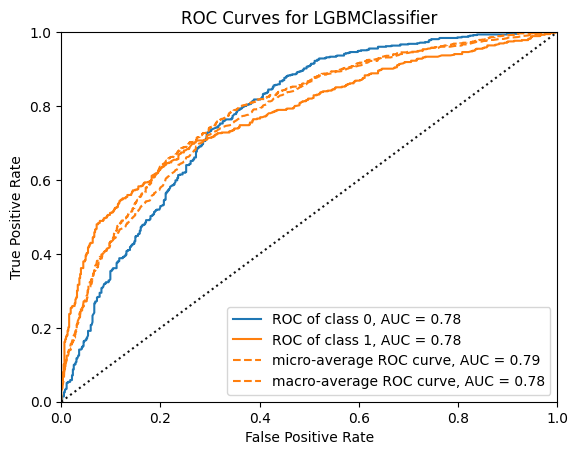 ROC Curves for LGBMClassifier
True Positive Rate
1.0
0.8
0.6
0.4
0.2
0.0
ROC of class 0, AUC = 0.78
ROC of class 1, AUC = 0.78
micro-average ROC curve, AUC = 0.79
macro-average ROC curve, AUC = 0.78
0.0 0.2 0.4 0.6 0.8 1.0
False Positive Rate